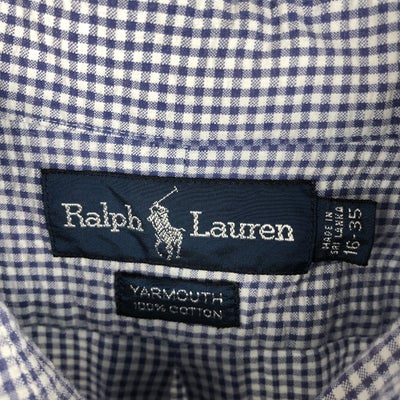 Ralph Lauren
MADE IN
SRI LANKA
16-35
YARMOUTH
100% COTTON